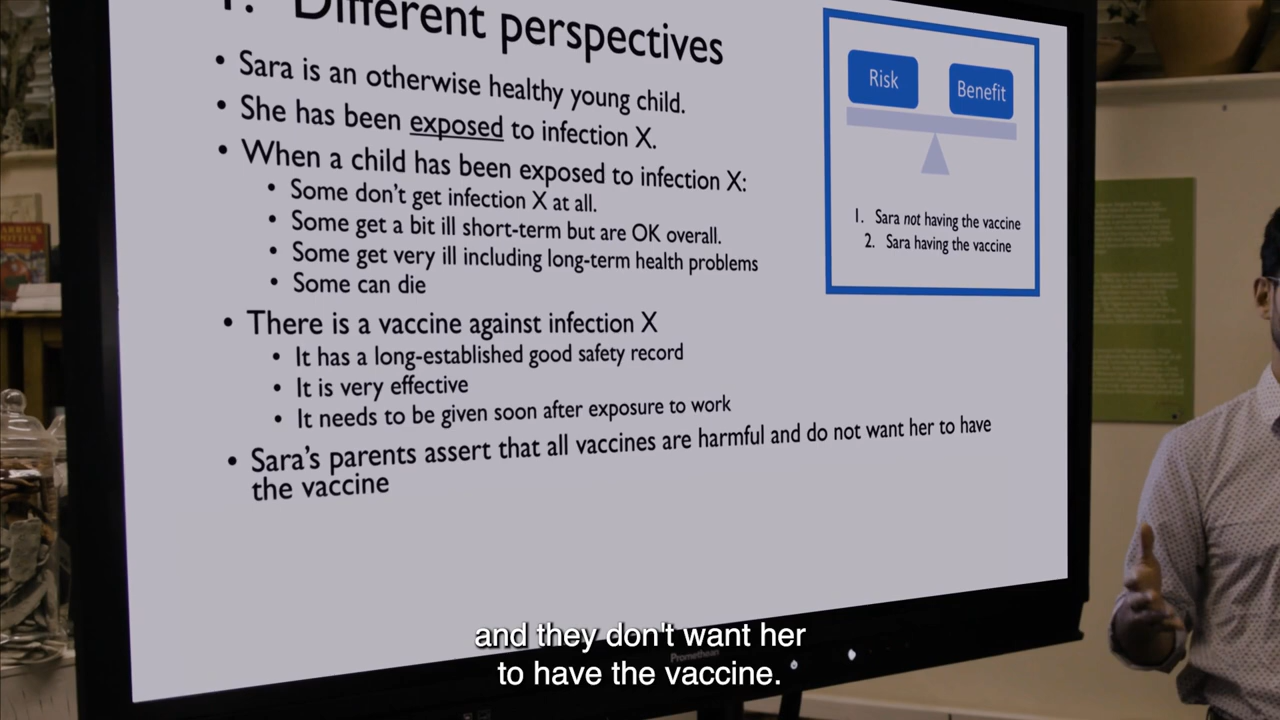 1. Different perspectives
• Sara is an otherwise healthy young child.
• She has been exposed to infection X.
• When a child has been exposed to infection X:
• Some don't get infection X at all.
• Some get a bit ill short-term but are OK overall.
• Some get very ill including long-term health problems
• Some can die
• There is a vaccine against infection X
• It has a long-established good safety record
• It is very effective
• It needs to be given soon after exposure to work
• Sara's parents assert that all vaccines are harmful and do not want her to have
the vaccine
Risk
Benefit
1. Sara not having the vaccine
2. Sara having the vaccine
Promethean
and they don't want her
to have the vaccine.